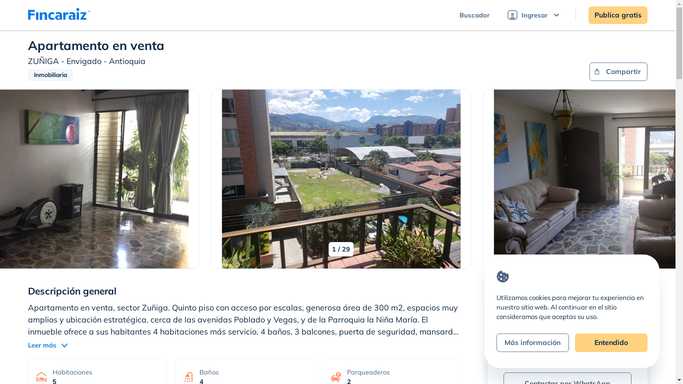 Fincaraiz
Buscador
Ingresar
Publica gratis
Apartamento en venta
ZUÑIGA - Envigado - Antioquia
Inmobiliaria
Compartir
1 / 29
Descripción general
Apartamento en venta, sector Zuñiga. Quinto piso con acceso por escalas, generosa área de 300 m2, espacios muy
amplios y ubicación estratégica, cerca de las avenidas Poblado y Vegas, y de la Parroquia la Niña María. El
inmueble ofrece a sus habitantes 4 habitaciones más servicio, 4 baños, 3 balcones, puerta de seguridad, mansard...
Leer más
Habitaciones
5
Baños
4
Parqueaderos
2
Utilizamos cookies para mejorar tu experiencia en
nuestro sitio web. Al continuar en el sitio
consideramos que aceptas su uso.
Más información
Entendido
Contactar por WhatsApp